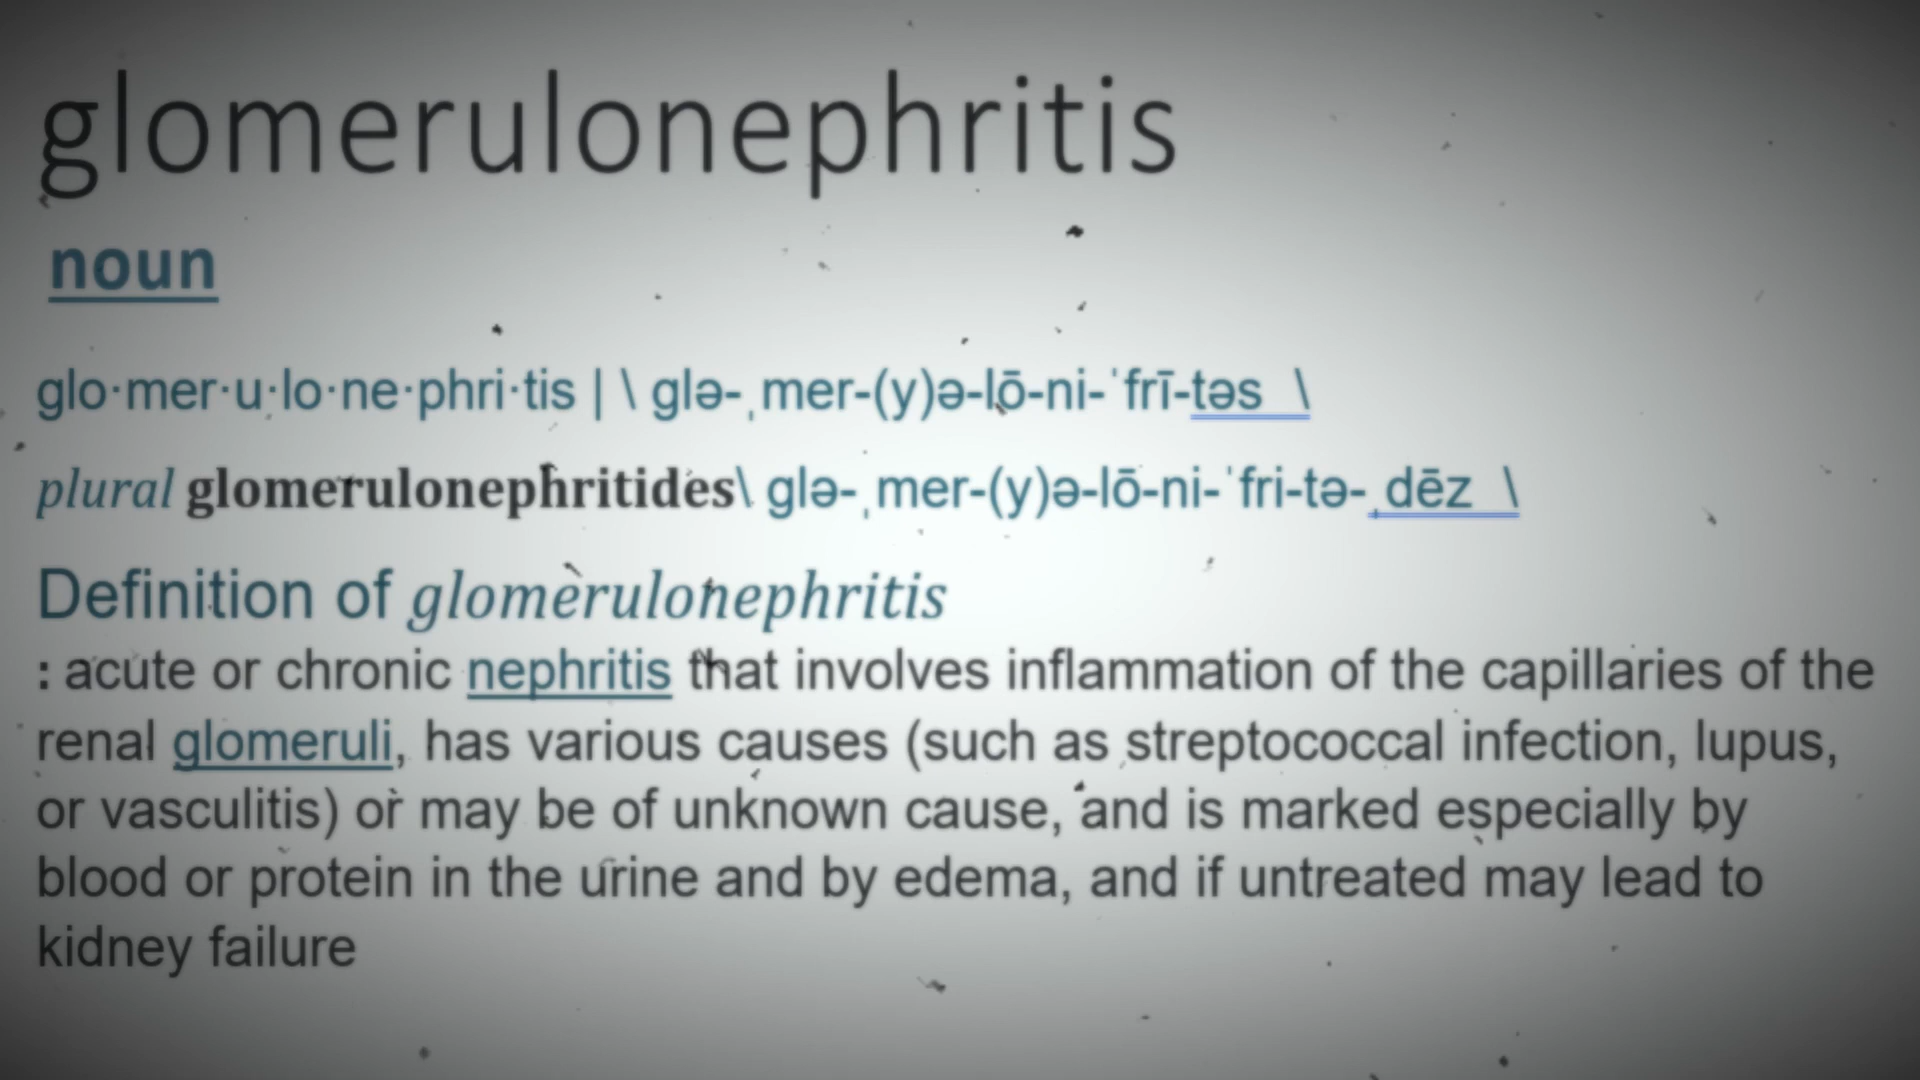 glomerulonephritis
noun
glo·mer·u·lo·ne·phri·tis | \ glə-ˌmer-(y)ə-lō-ni-ˈfrī-təs \
plural glomerulonephritides\ glə-ˌmer-(y)ə-lō-ni-ˈfri-tə-ˌdēz \
Definition of glomerulonephritis
: acute or chronic nephritis that involves inflammation of the capillaries of the
renal glomeruli, has various causes (such as streptococcal infection, lupus,
or vasculitis) or may be of unknown cause, and is marked especially by
blood or protein in the urine and by edema, and if untreated may lead to
kidney failure